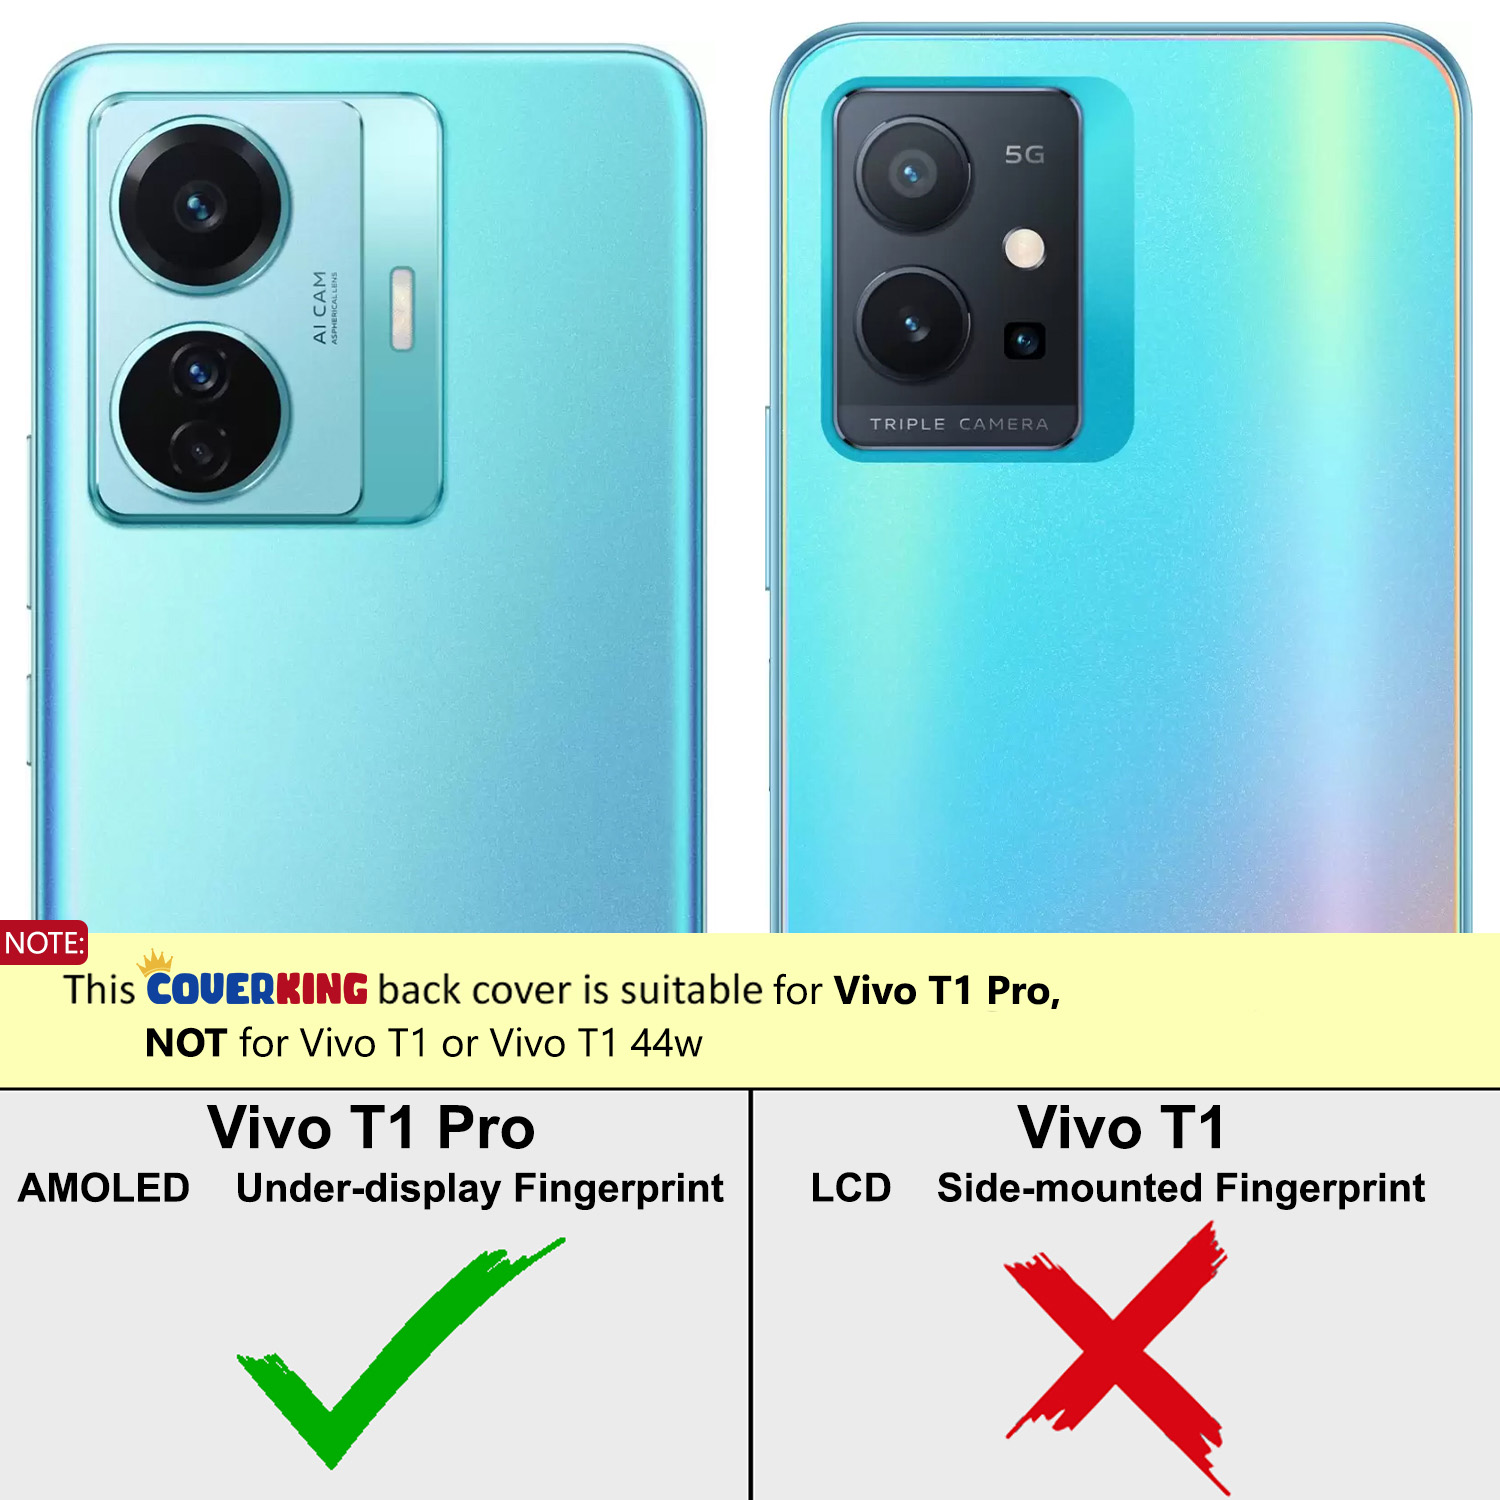 AI CAM
ASPHERICAL LENS
5G
TRIPLE CAMERA
NOTE:
This COVERKING back cover is suitable for Vivo T1 Pro,
NOT for Vivo T1 or Vivo T1 44w
Vivo T1 Pro
AMOLED Under-display Fingerprint
Vivo T1
LCD Side-mounted Fingerprint